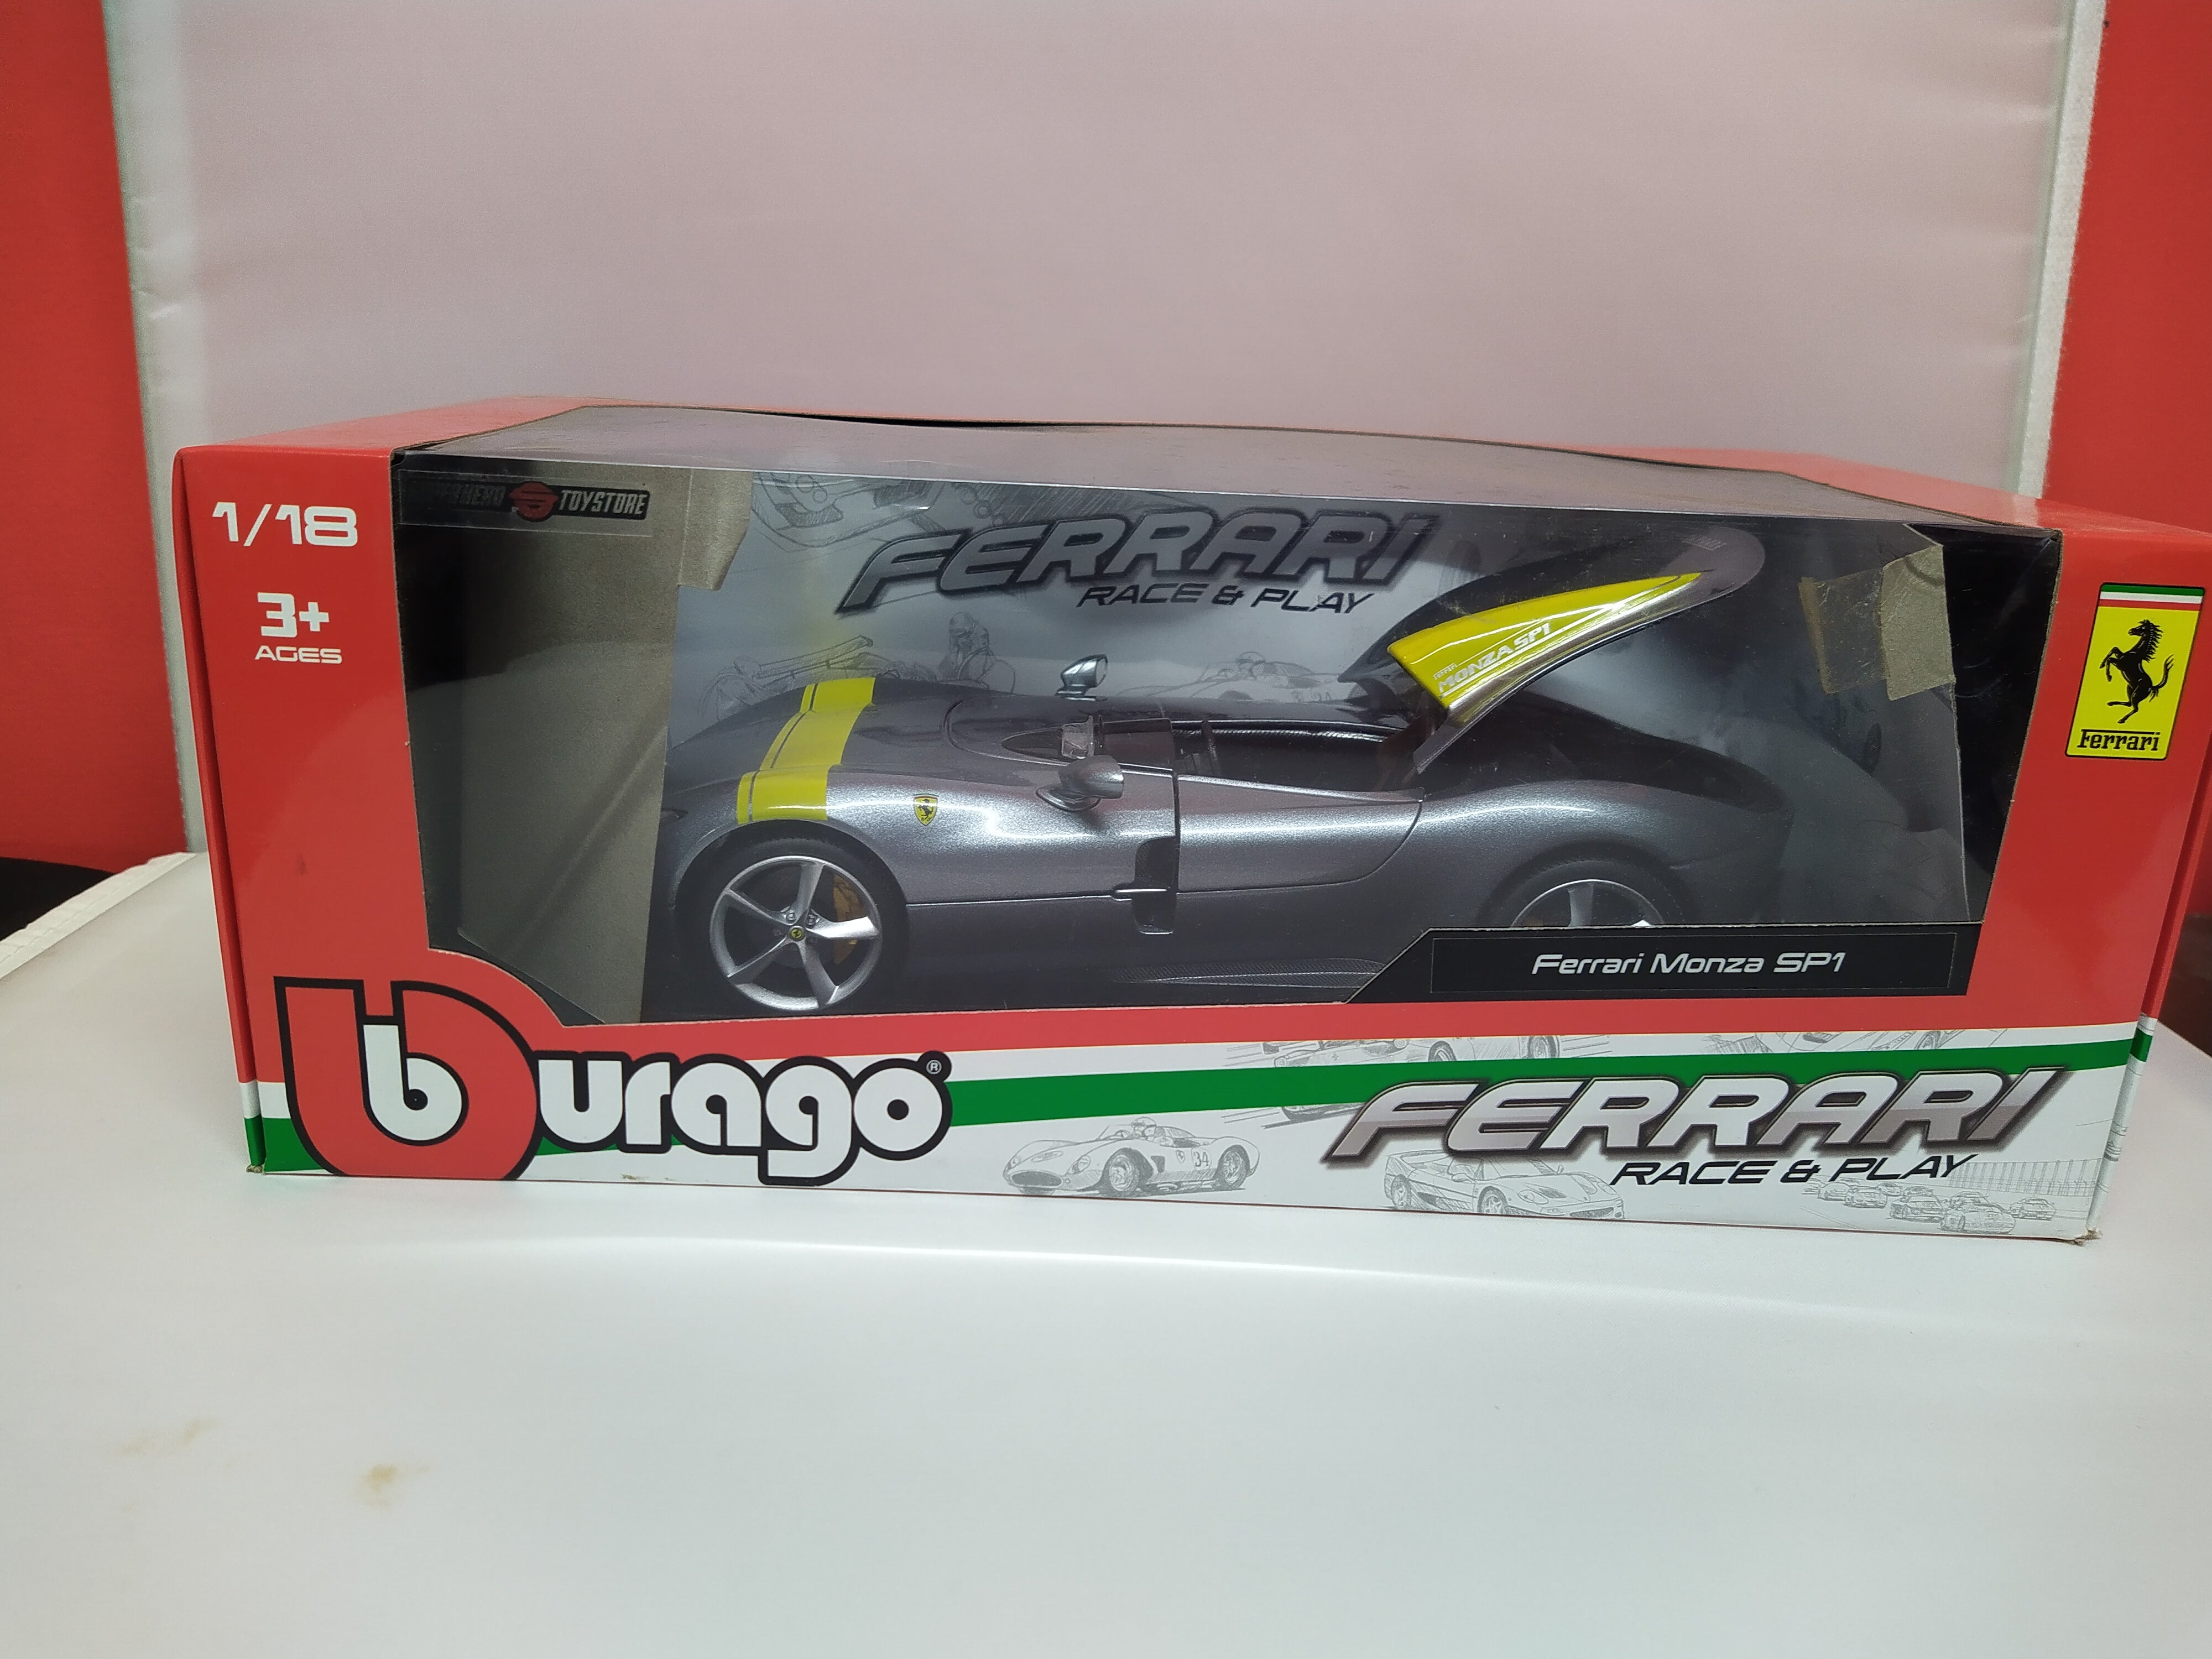 1/18
3+
AGES
TOYSTORE
FERRARI
RACE & PLAY
MONZA SP1
Ferrari
Ferrari Monza SP1
burago®
34
FERRARI
RACE & PLAY